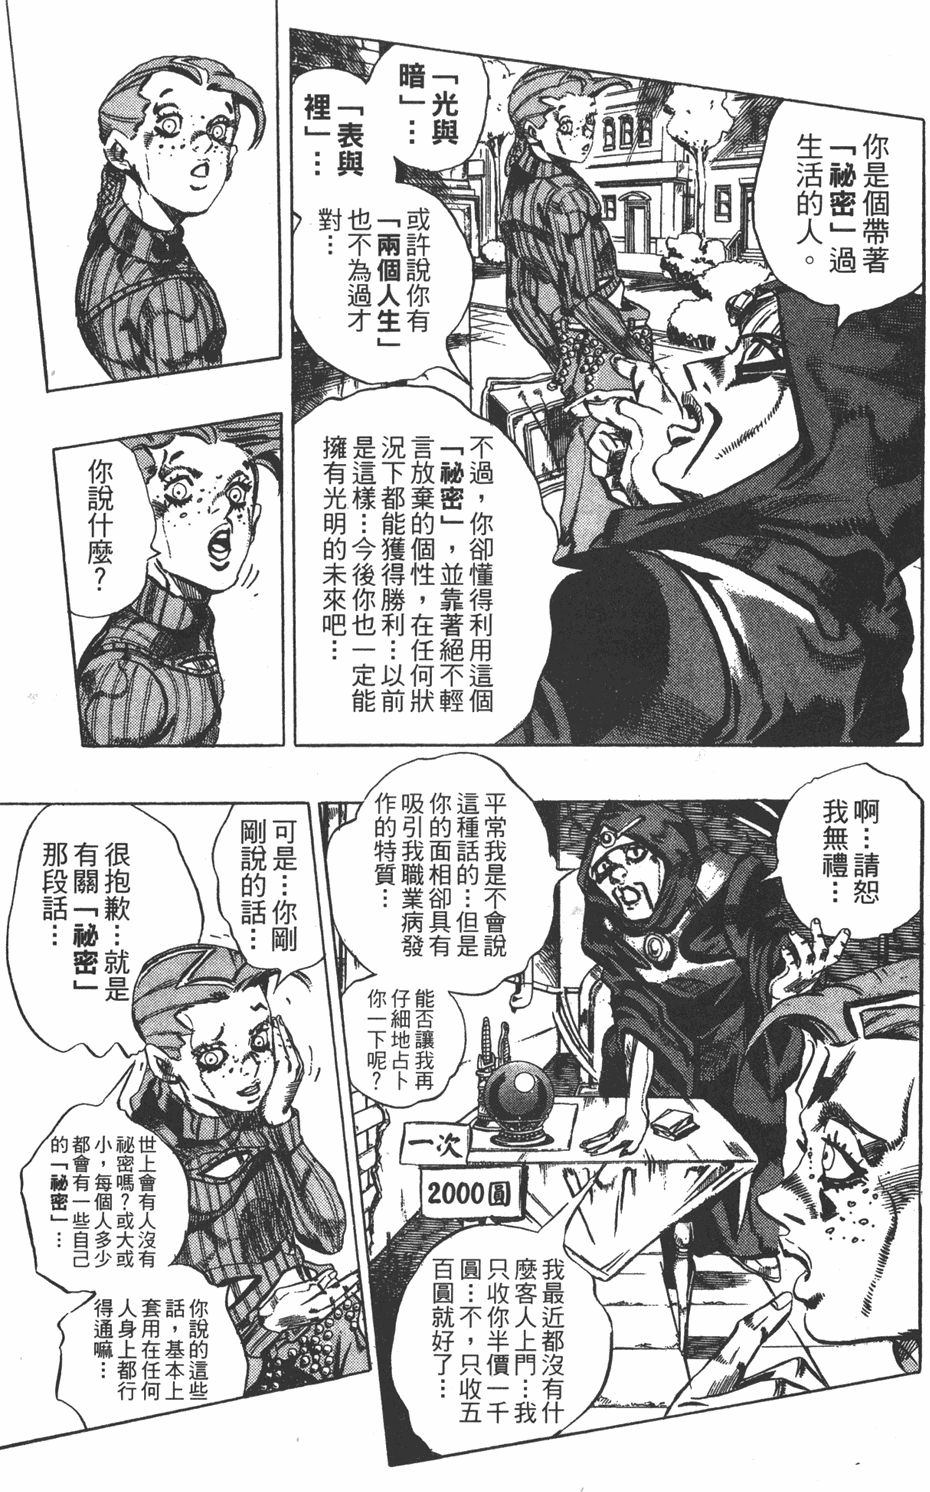 你是個帶著
「祕密」過
生活的人。
「光與
暗」…
「表與
裡」…
或許說你有
「兩個人生」
也不為過才
對…
不過，你卻懂得利用這個
「祕密」，並靠著絕不輕
言放棄的個性，在任何狀
況下都能獲得勝利…以前
是這樣…今後你也一定能
擁有光明的未來吧…
你說什麼？
啊…請恕
我無禮…
平常我是不會說
這種話的…但是
你的面相卻具有
吸引我職業病發
作的特質…
能否讓我再
仔細地占卜
你一下呢？
一次
2000圓
我最近都沒有什
麼客人上門…我
只收你半價一千
圓…不，只收五
百圓就好了…
可是…你剛
剛說的話…
很抱歉…就是
有關「祕密」
那段話…
世上會有人沒有
祕密嗎？或大或
小，每個人多少
都會有一些自己
的「祕密」…
你說的這些
話，基本上
套用在任何
人身上都行
得通嘛…